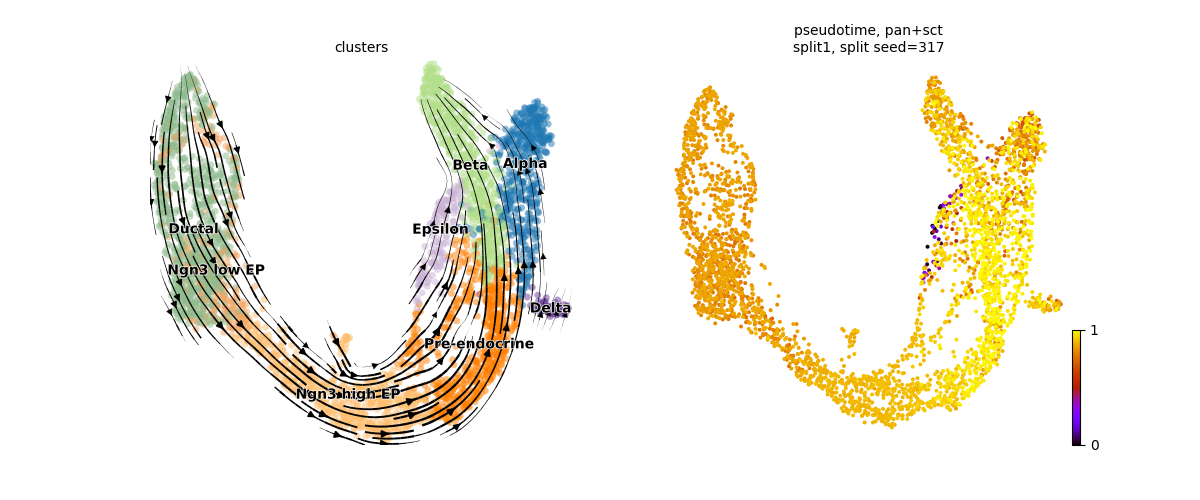 clusters
pseudotime, pan+sct
split1, split seed=317
Beta
Alpha
Ductal
Epsilon
Ngn3 low EP
Delta
Pre-endocrine
Ngn3 high EP
1
0